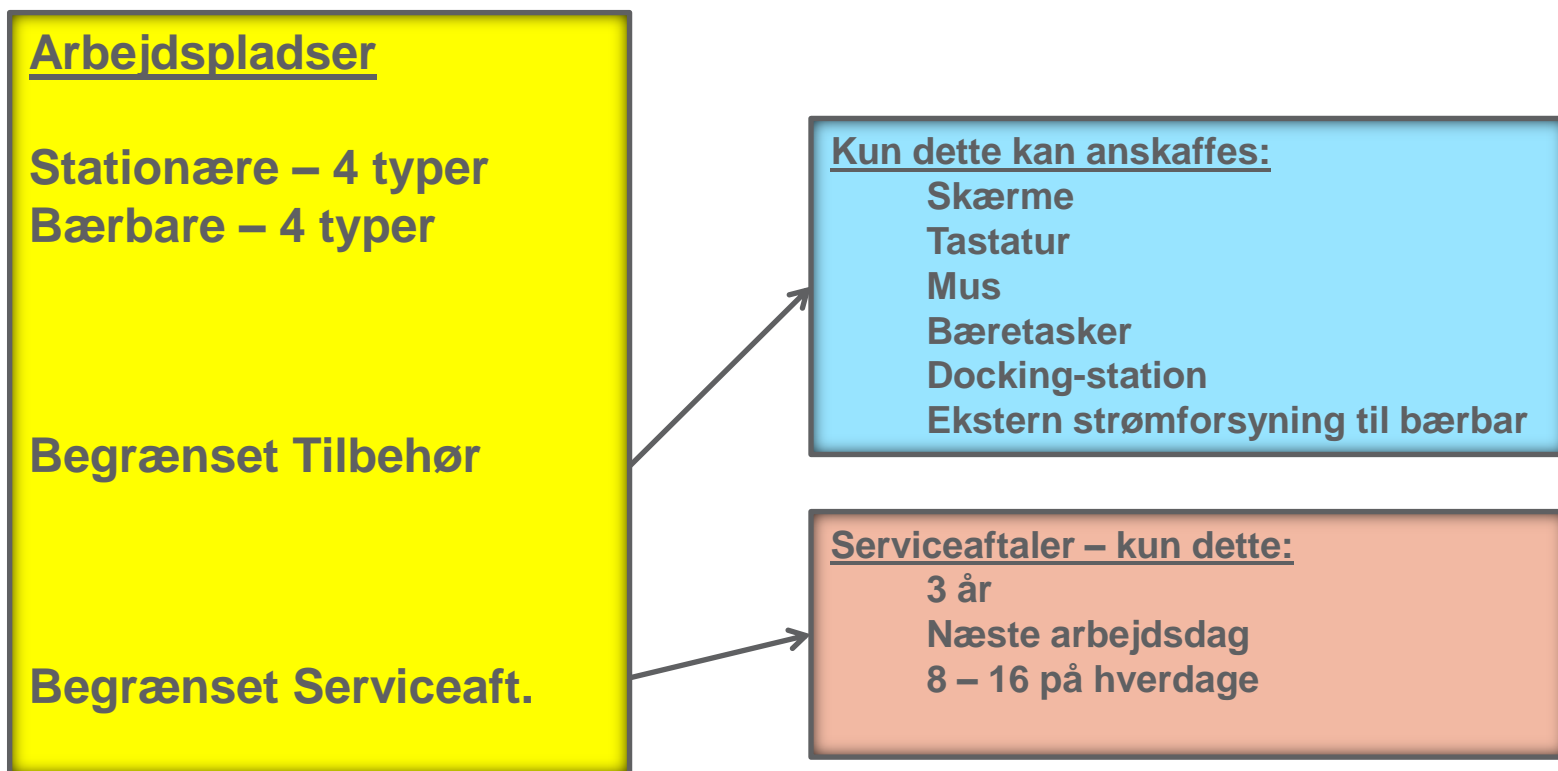 Arbejdspladser
Stationære – 4 typer
Bærbare – 4 typer
Begrænset Tilbehør
Begrænset Serviceaft.
Kun dette kan anskaffes:
Skærme
Tastatur
Mus
Bæretasker
Docking-station
Ekstern strømforsyning til bærbar
Serviceaftaler – kun dette:
3 år
Næste arbejdsdag
8 – 16 på hverdage